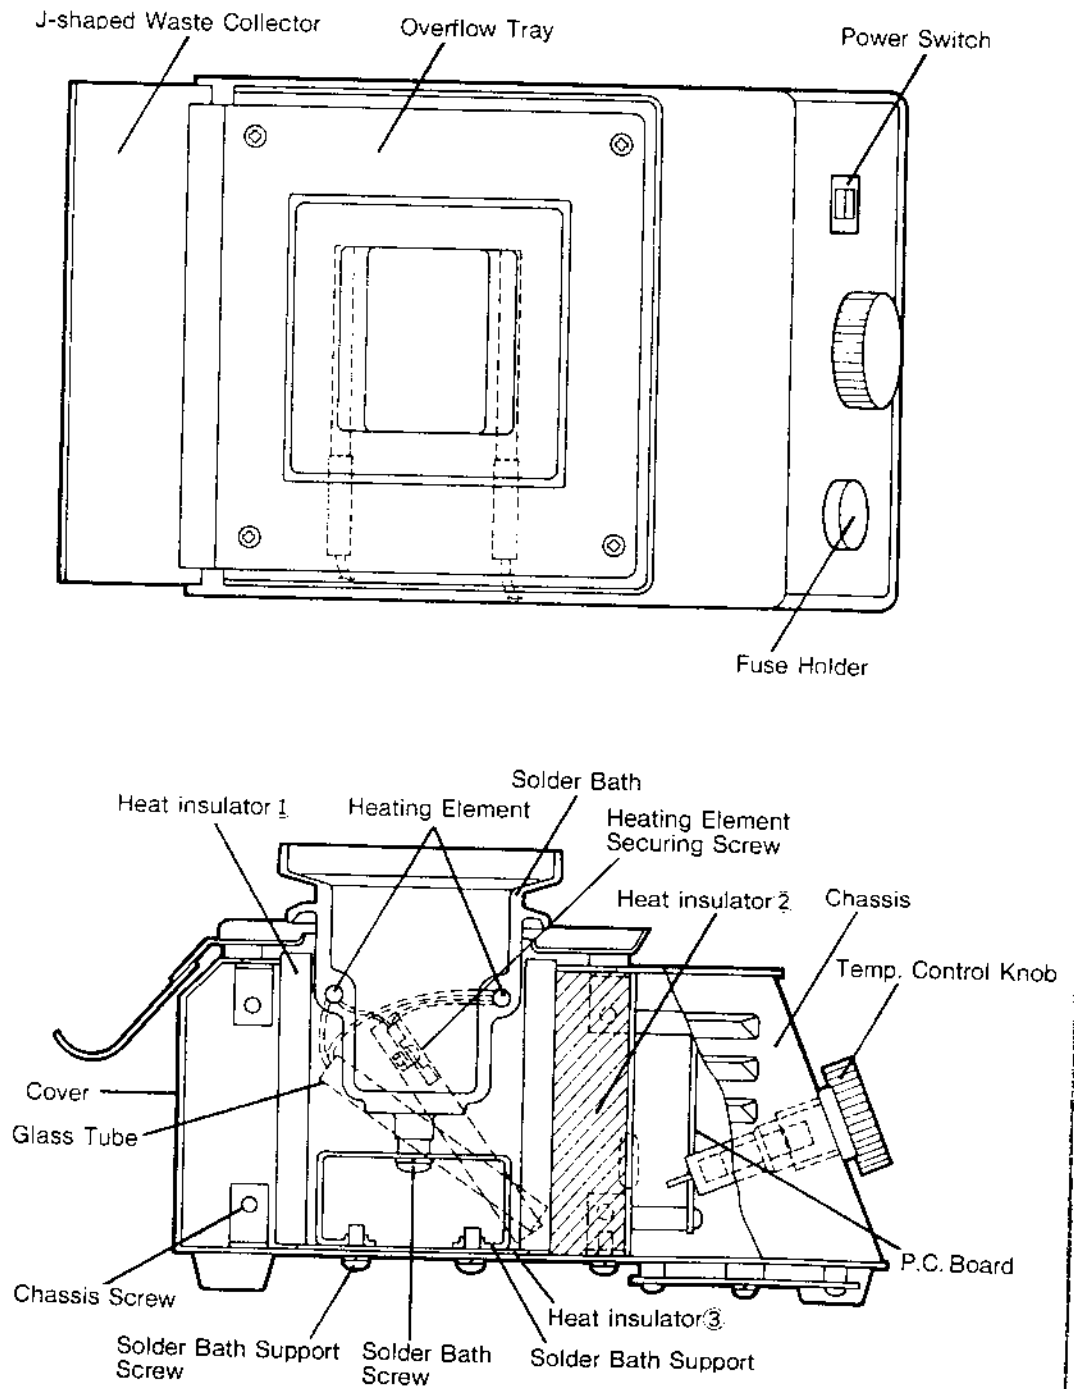 J-shaped Waste Collector
Overflow Tray
Power Switch
Fuse Holder
Solder Bath
Heat insulator 1
Heating Element
Heating Element
Securing Screw
Heat insulator 2
Chassis
Temp. Control Knob
Cover
Glass Tube
P.C. Board
Chassis Screw
Heat insulator ③
Solder Bath Support
Screw
Solder Bath
Screw
Solder Bath Support